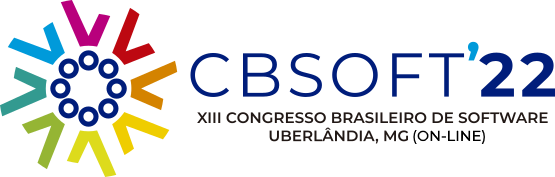 CBSOFT'22
XIII CONGRESSO BRASILEIRO DE SOFTWARE
UBERLÂNDIA, MG (ON-LINE)